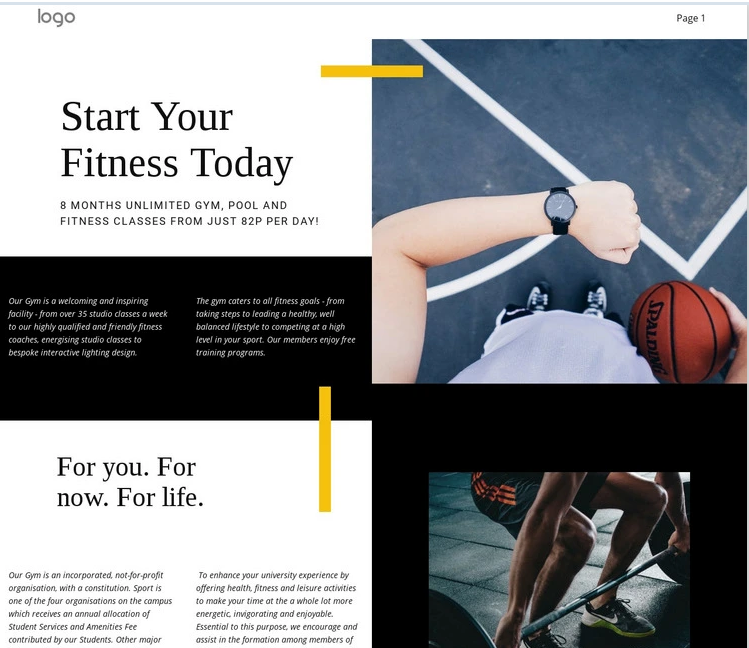 logo
Page 1
Start Your
Fitness Today
8 MONTHS UNLIMITED GYM, POOL AND
FITNESS CLASSES FROM JUST 82P PER DAY!
Our Gym is a welcoming and inspiring
facility - from over 35 studio classes a week
to our highly qualified and friendly fitness
coaches, energising studio classes to
bespoke interactive lighting design.
The gym caters to all fitness goals - from
taking steps to leading a healthy, well
balanced lifestyle to competing at a high
level in your sport. Our members enjoy free
training programs.
SPALDING
For you. For
now. For life.
Our Gym is an incorporated, not-for-profit
organisation, with a constitution. Sport is
one of the four organisations on the campus
which receives an annual allocation of
Student Services and Amenities Fee
contributed by our Students. Other major
To enhance your university experience by
offering health, fitness and leisure activities
to make your time at the a whole lot more
energetic, invigorating and enjoyable.
Essential to this purpose, we encourage and
assist in the formation among members of